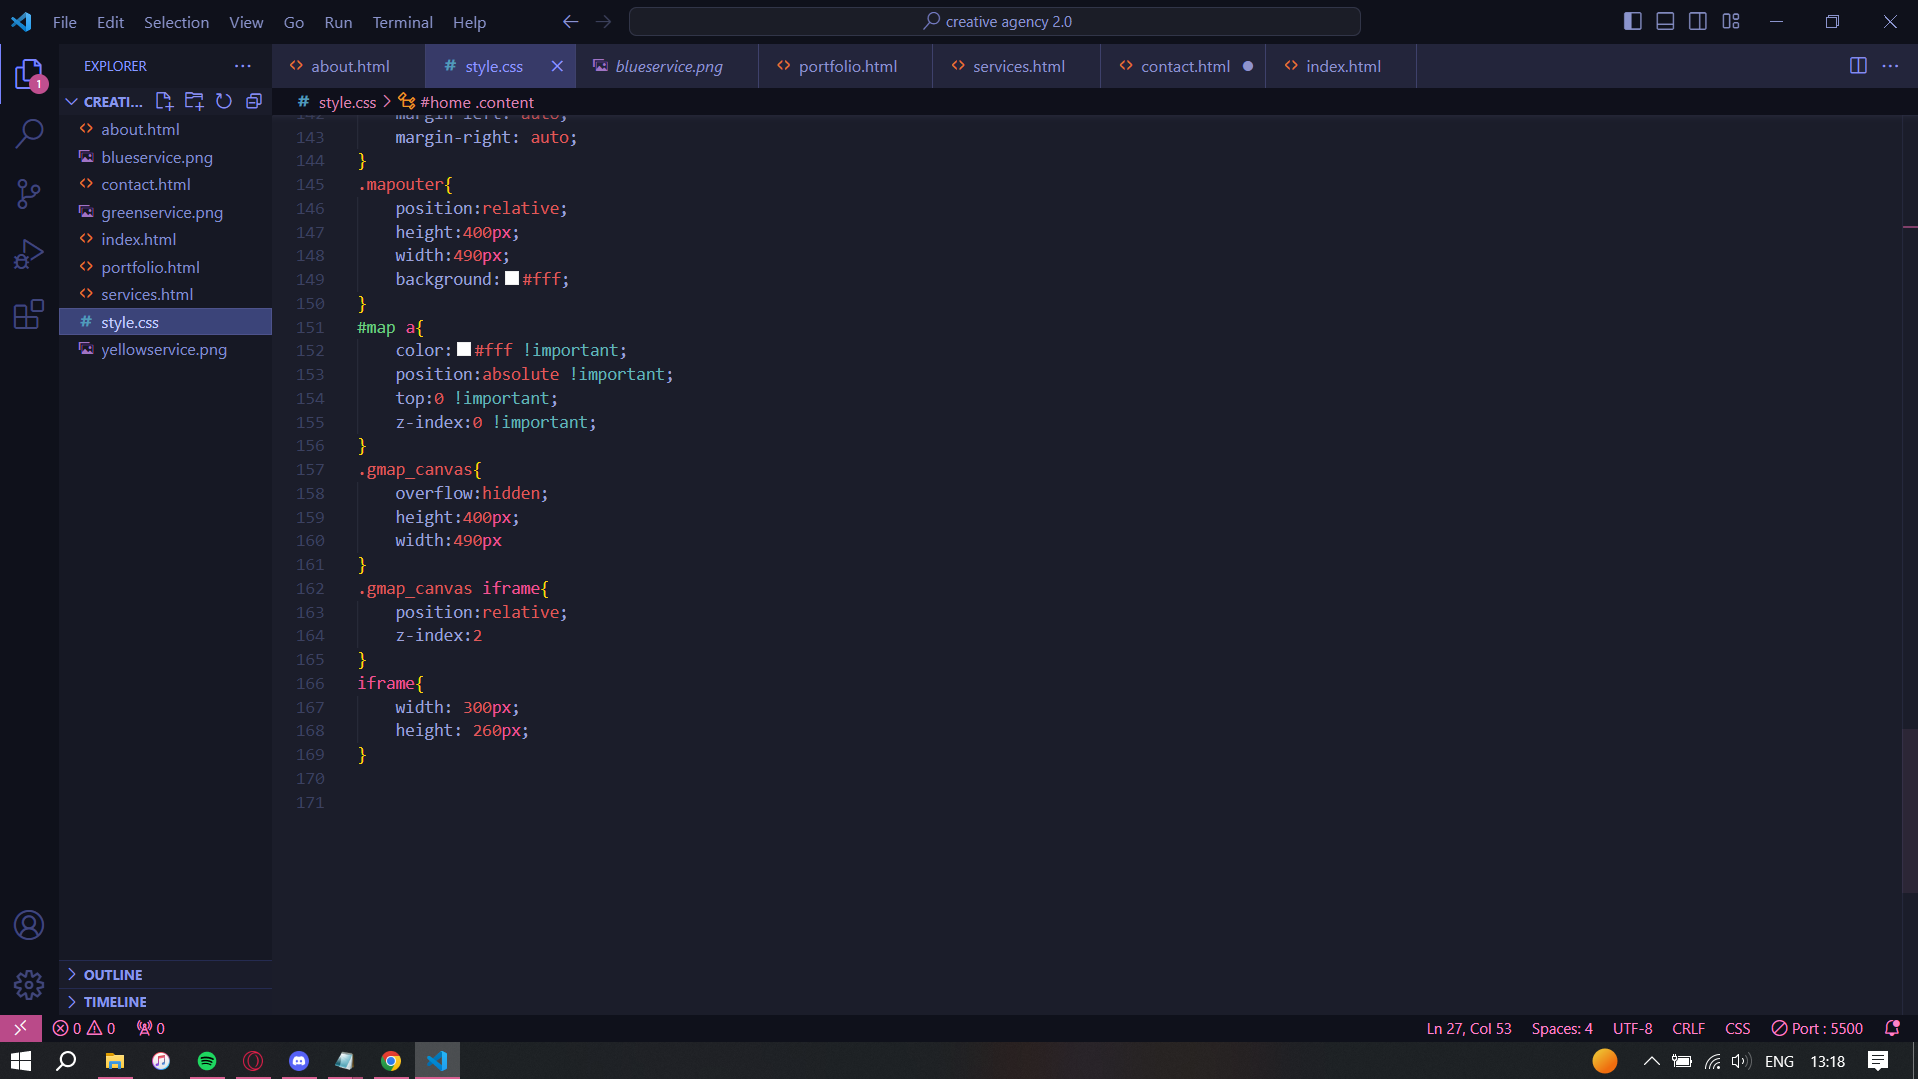 File Edit Selection View Go Run Terminal Help creative agency 2.0
EXPLORER
about.html # style.css blueservice.png portfolio.html services.html contact.html index.html
CREATI...
# style.css > #home .content
about.html
blueservice.png
contact.html
greenservice.png
index.html
portfolio.html
services.html
# style.css
yellowservice.png
OUTLINE
TIMELINE
142 margin-left: auto;
143 margin-right: auto;
144 }
145 .mapouter{
146 position:relative;
147 height:400px;
148 width:490px;
149 background:#fff;
150 }
151 #map a{
152 color:#fff !important;
153 position:absolute !important;
154 top:0 !important;
155 z-index:0 !important;
156 }
157 .gmap_canvas{
158 overflow:hidden;
159 height:400px;
160 width:490px
161 }
162 .gmap_canvas iframe{
163 position:relative;
164 z-index:2
165 }
166 iframe{
167 width: 300px;
168 height: 260px;
169 }
170
171
1
0 0 0 Ln 27, Col 53 Spaces: 4 UTF-8 CRLF CSS Port : 5500
ENG 13:18